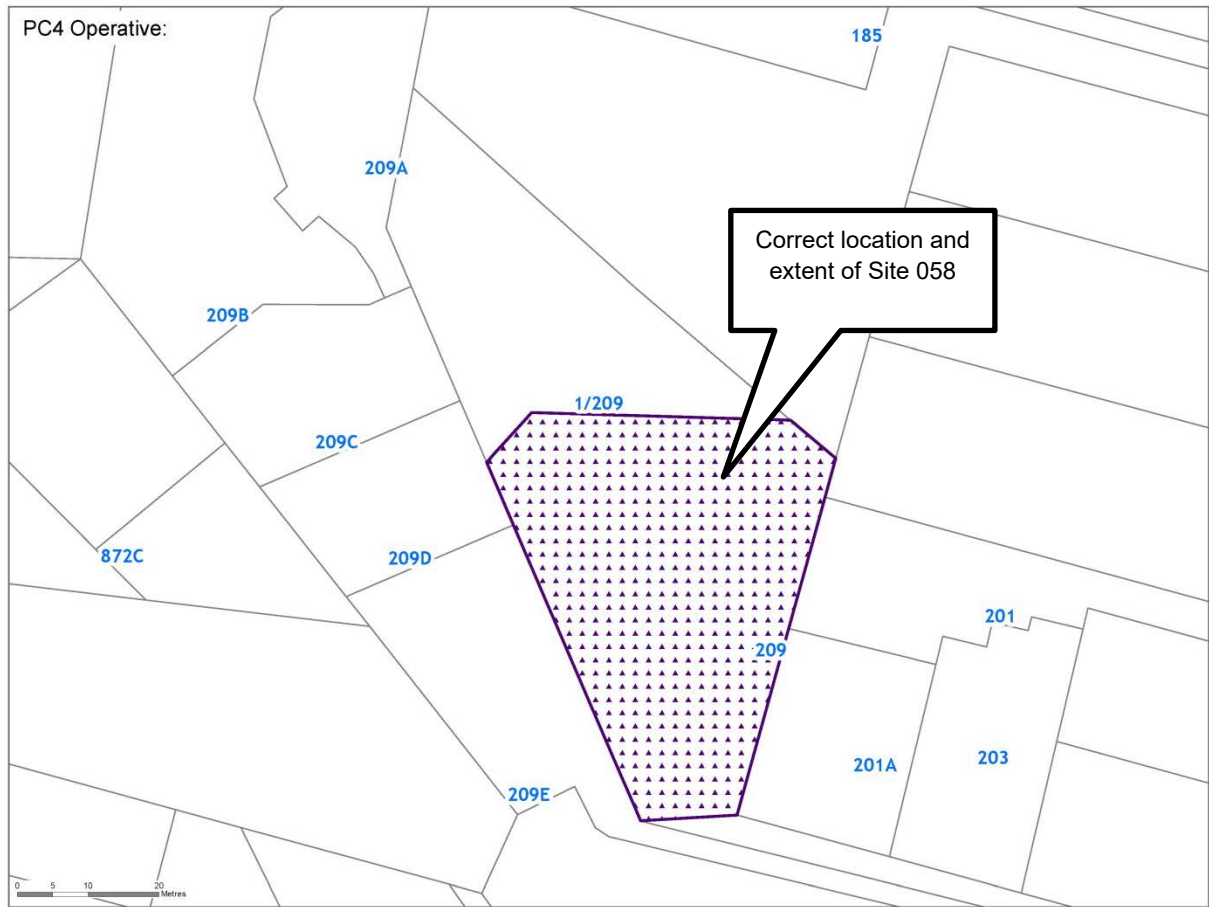 PC4 Operative:
185
209A
Correct location and
extent of Site 058
209B
1/209
209C
209D
872C
201
209
203
201A
209E
0 5 10 20
Metres